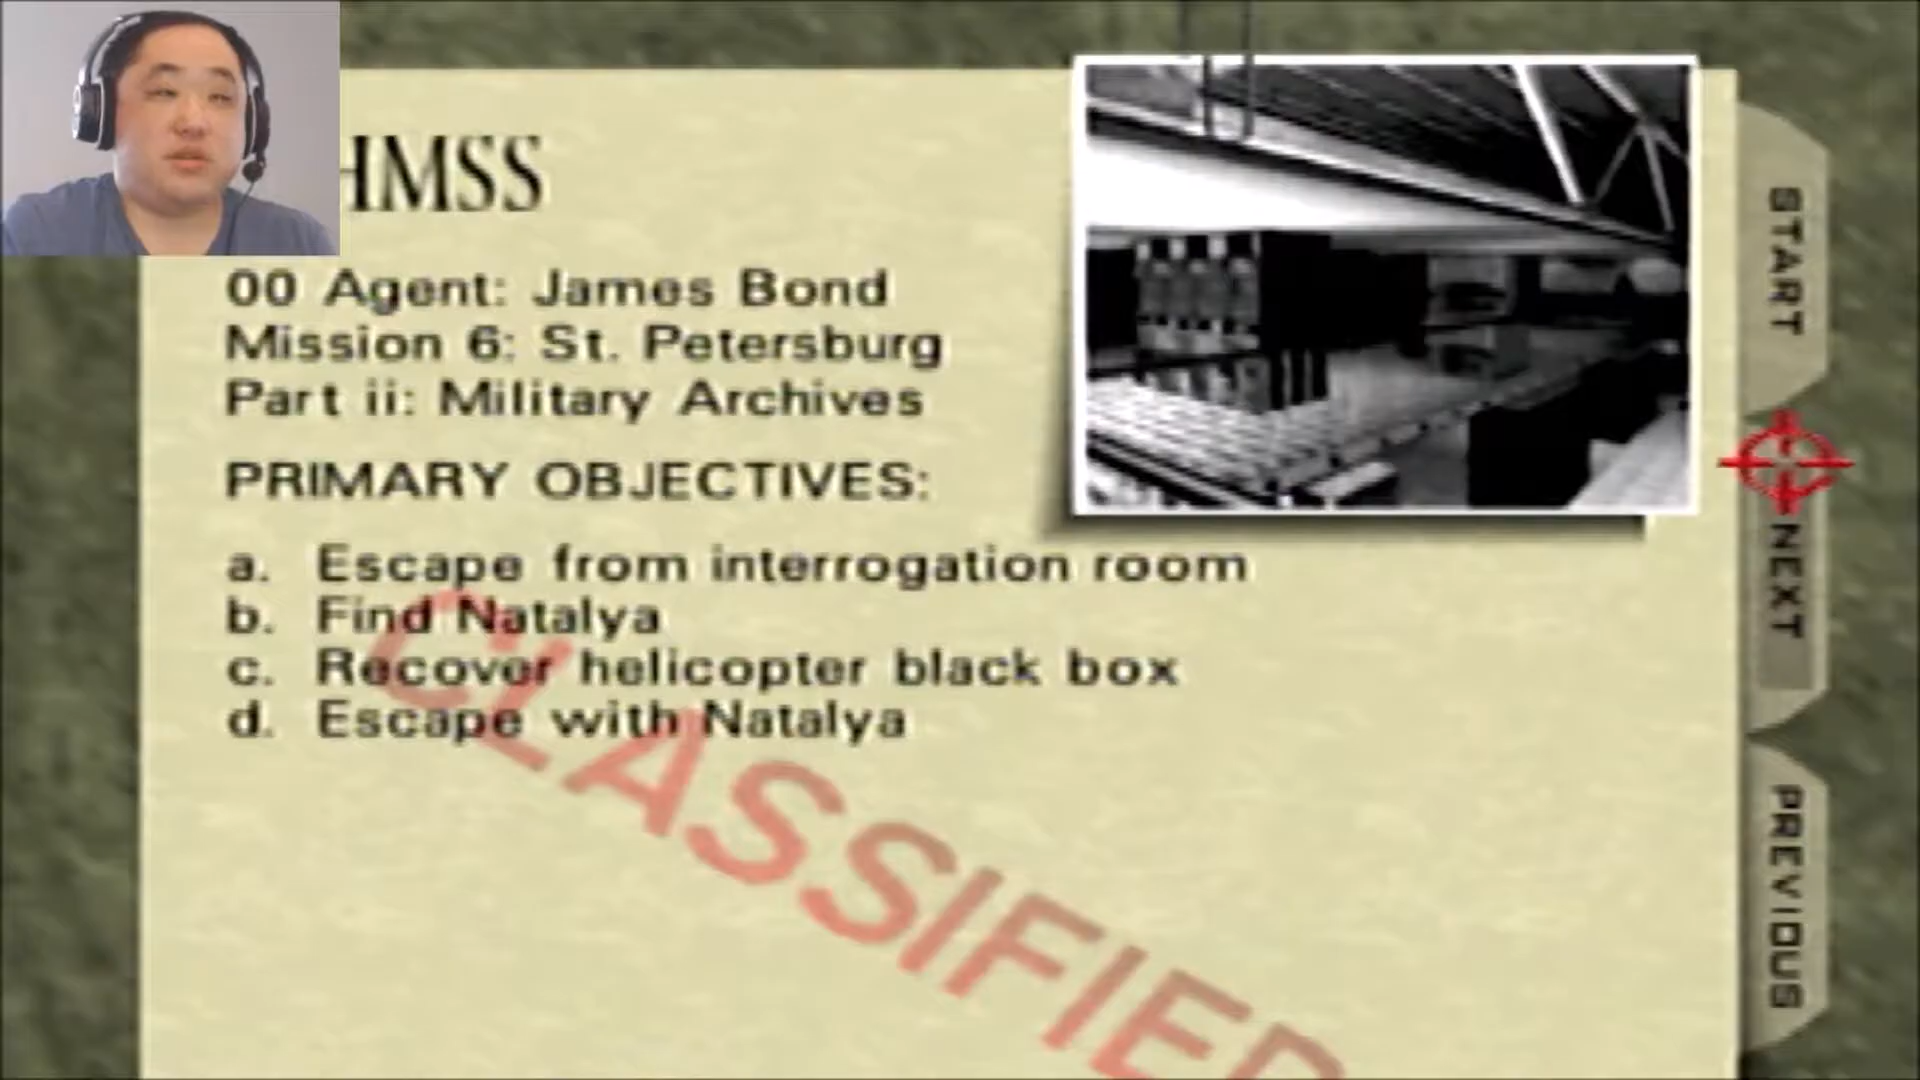 HMSS
00 Agent: James Bond
Mission 6: St. Petersburg
Part ii: Military Archives
PRIMARY OBJECTIVES:
a. Escape from interrogation room
b. Find Natalya
c. Recover helicopter black box
d. Escape with Natalya
CLASSIFIED
START
NEXT
PREVIOUS